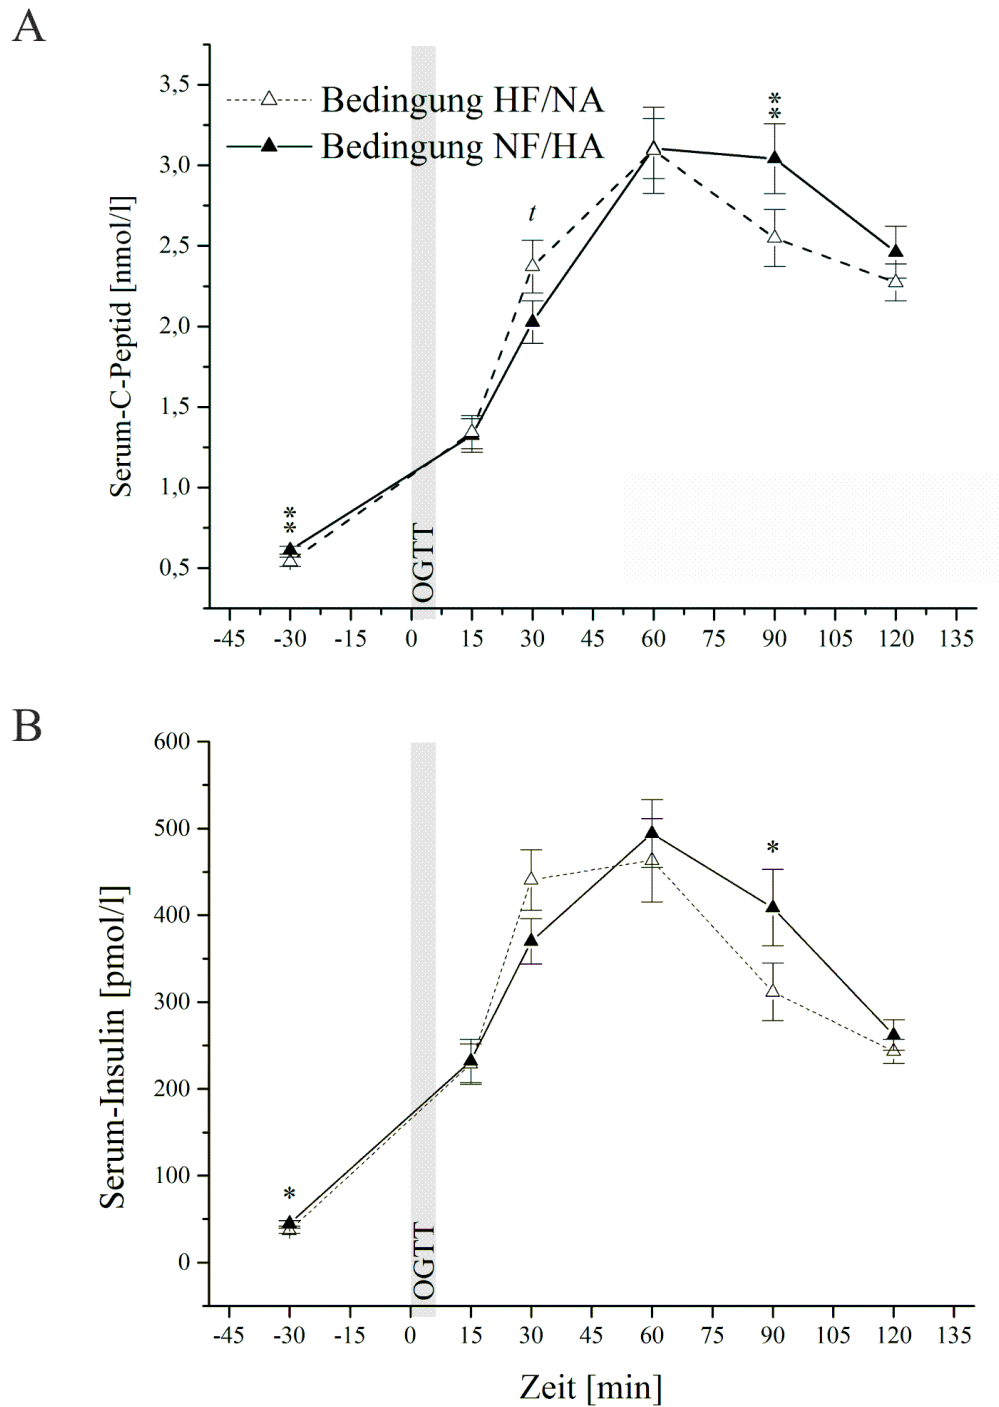 A
3,5
3,0
2,5
2,0
1,5
1,0
0,5
Serum-C-Peptid [nmol/l]
Bedingung HF/NA
Bedingung NF/HA
**
t
**
OGTT
-45 -30 -15 0 15 30 45 60 75 90 105 120 135
B
600
500
400
300
200
100
0
Serum-Insulin [pmol/l]
*
*
OGTT
-45 -30 -15 0 15 30 45 60 75 90 105 120 135
Zeit [min]